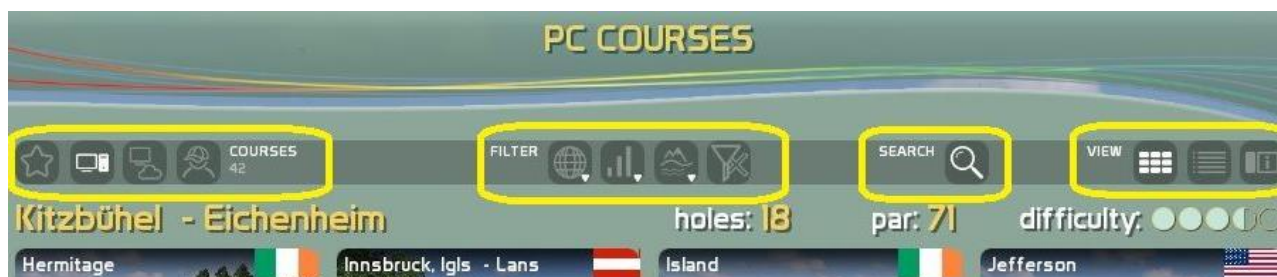 PC COURSES
COURSES
42
FILTER
SEARCH
VIEW
Kitzbühel - Eichenheim holes: 18 par: 71 difficulty:
Hermitage Innsbruck, Igls - Lans Island Jefferson